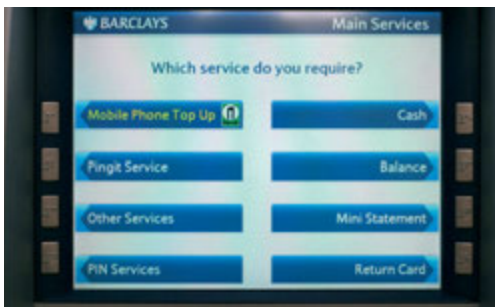 BARCLAYS
Main Services
Which service do you require?
Mobile Phone Top Up
Cash
Pingit Service
Balance
Other Services
Mini Statement
PIN Services
Return Card